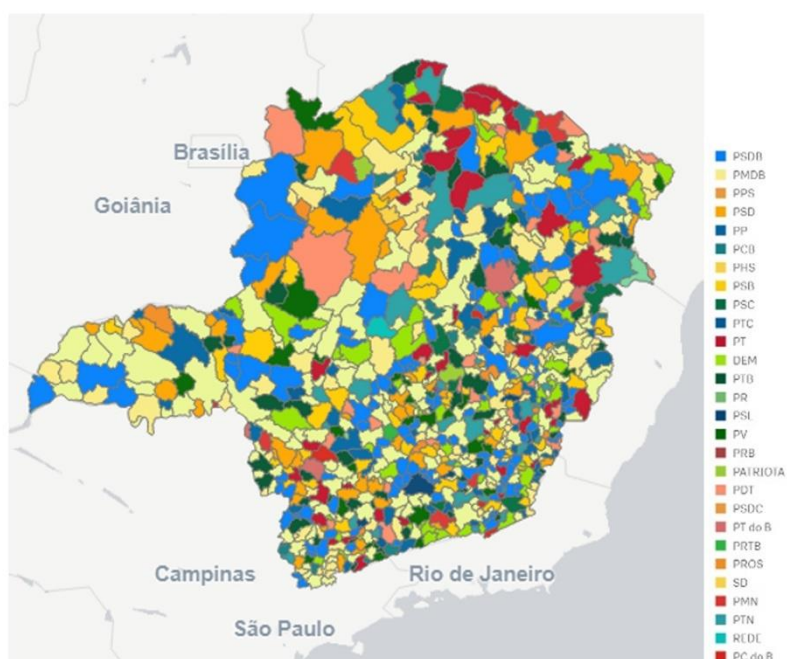 Brasília
Goiânia
Campinas
Rio de Janeiro
São Paulo
PSDB
PMDB
PPS
PSD
PP
PCB
PHS
PSB
PSC
PTC
PT
DEM
PTB
PR
PSL
PV
PRB
PATRIOTA
PDT
PSDC
PT do B
PRTB
PROS
SD
PMN
PTN
REDE
PC do B